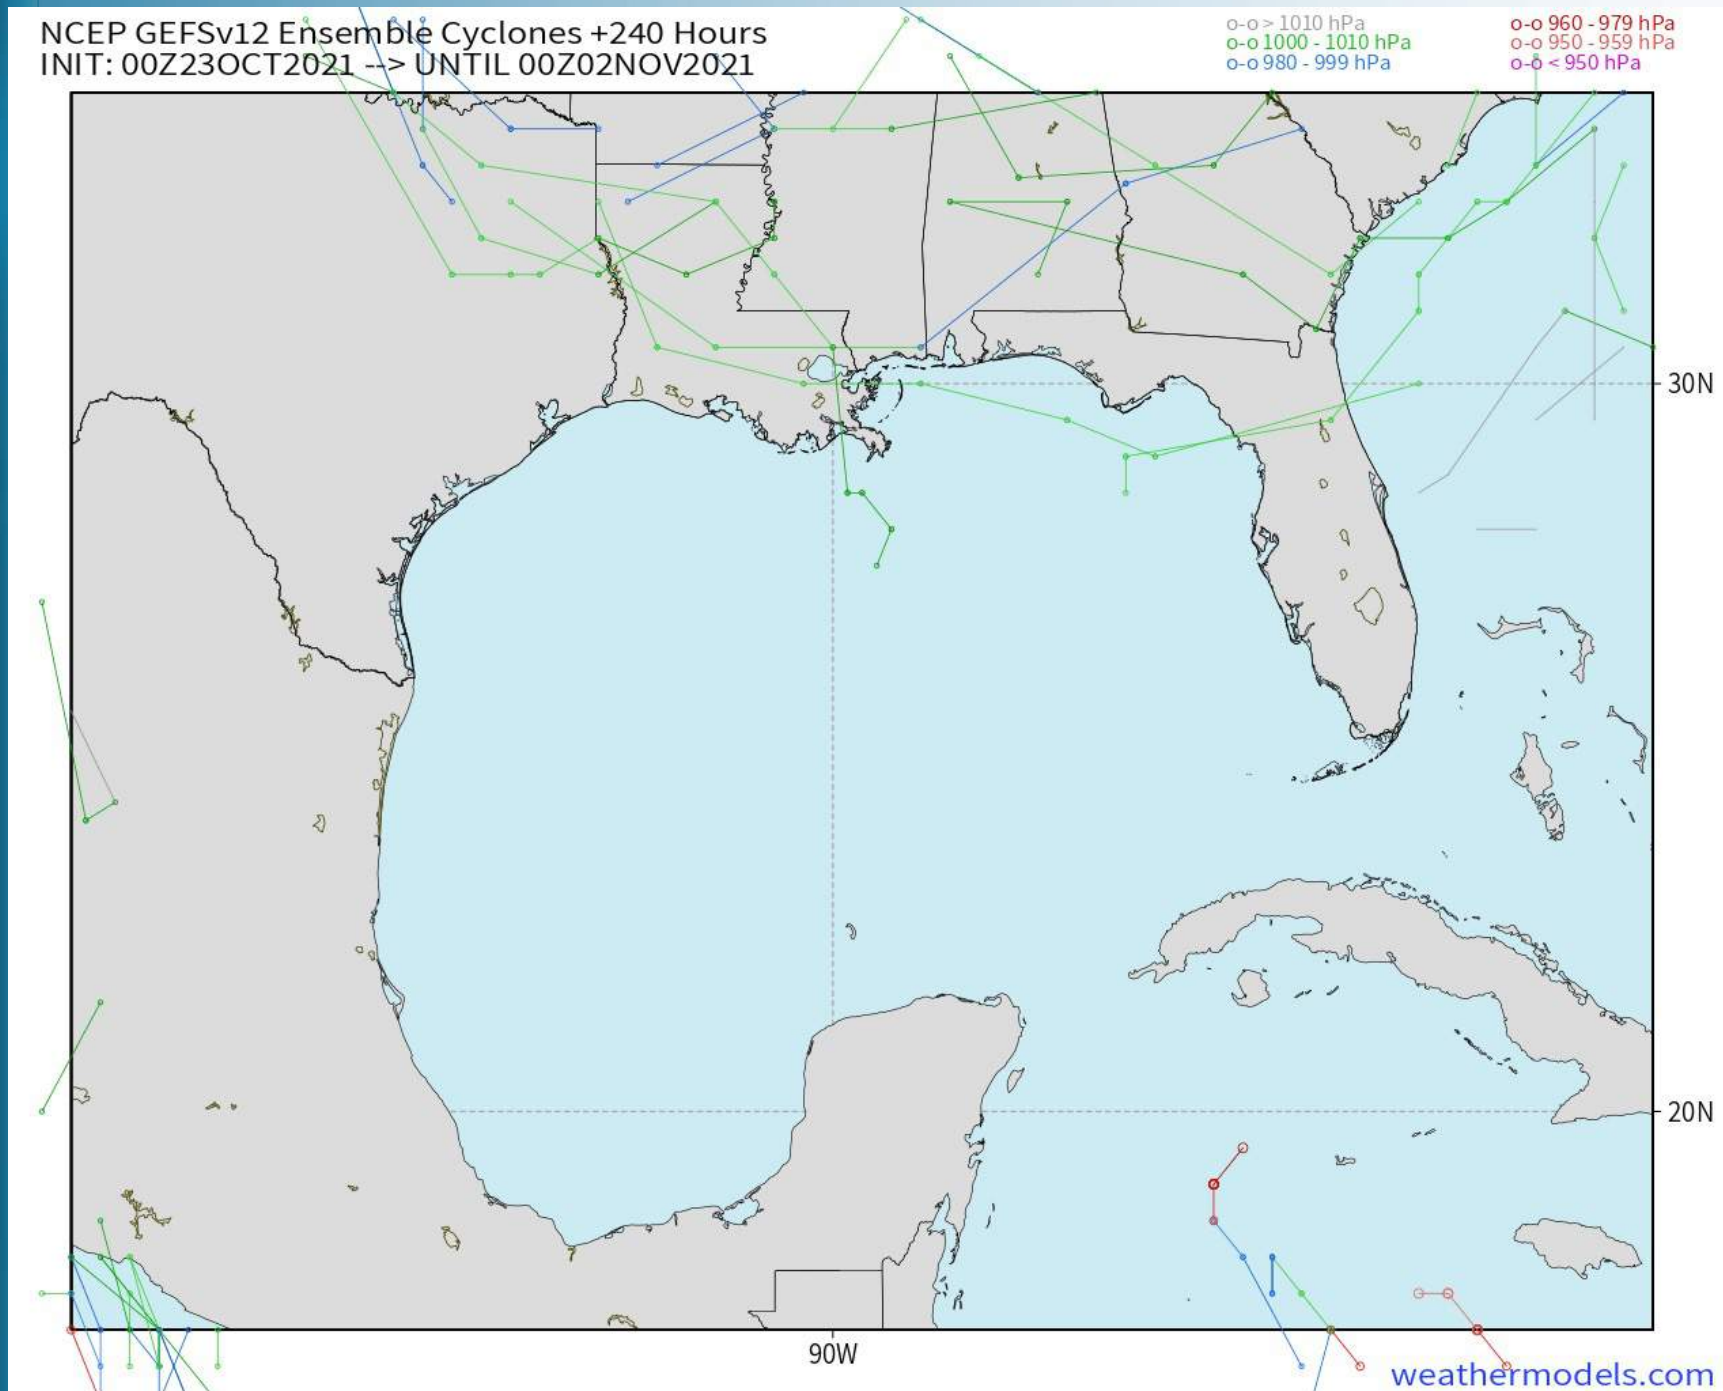 NCEP GEFSv12 Ensemble Cyclones +240 Hours
INIT: 00Z23OCT2021 --> UNTIL 00Z02NOV2021
o-o > 1010 hPa
o-o 1000 - 1010 hPa
o-o 980 - 999 hPa
o-o 960 - 979 hPa
o-o 950 - 959 hPa
o-o < 950 hPa
30N
20N
90W
weathermodels.com